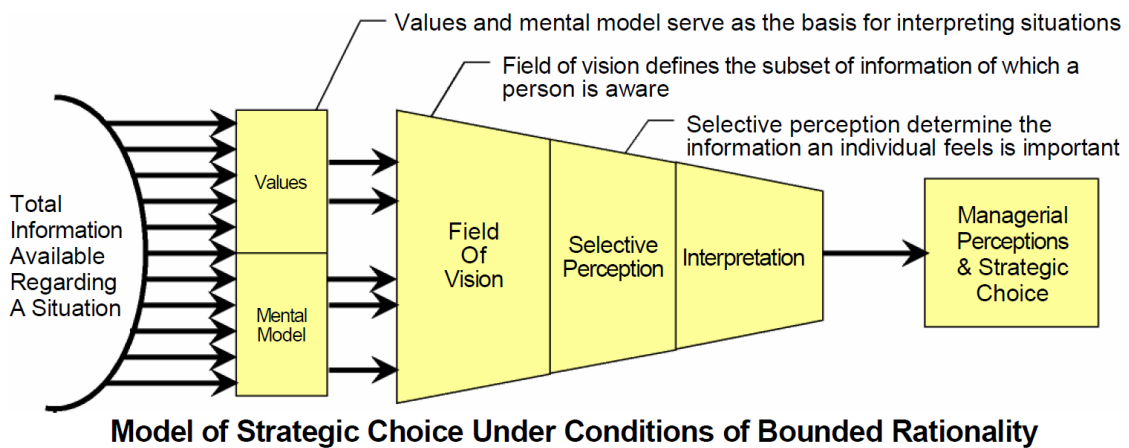 Values and mental model serve as the basis for interpreting situations
Field of vision defines the subset of information of which a
person is aware
Selective perception determine the
information an individual feels is important
Total
Information
Available
Regarding
A Situation
Values
Mental
Model
Field
Of
Vision
Selective
Perception
Interpretation
Managerial
Perceptions
& Strategic
Choice
Model of Strategic Choice Under Conditions of Bounded Rationality